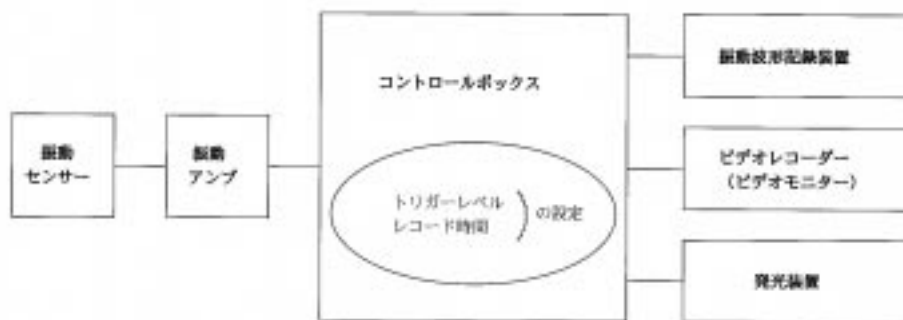 振動
センサー
振動
アンプ
コントロールボックス
トリガーレベル
レコード時間
の設定
振動波形記録装置
ビデオレコーダー
(ビデオモニター)
発光装置